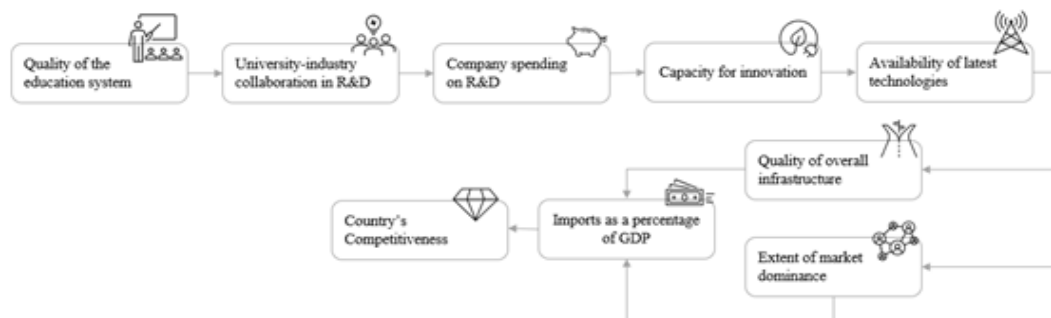 Quality of the
education system
University-industry
collaboration in R&D
Company spending
on R&D
Capacity for innovation
Availability of latest
technologies
Quality of overall
infrastructure
Country's
Competitiveness
Imports as a percentage
of GDP
Extent of market
dominance